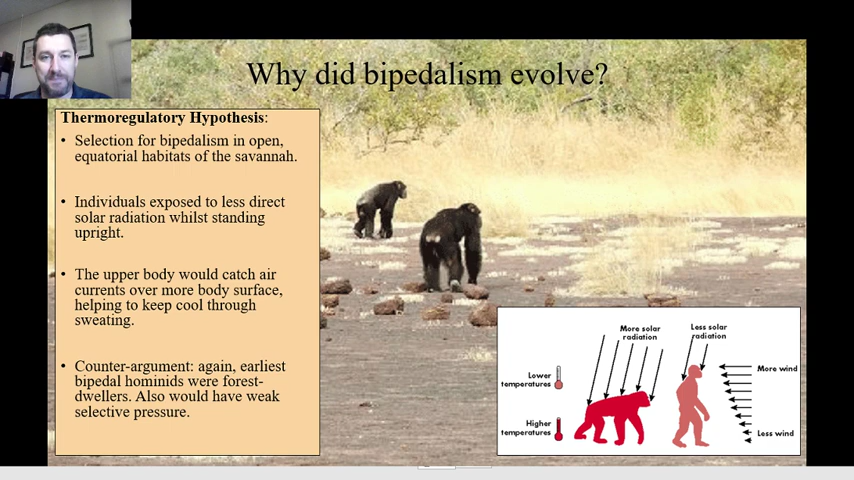 Why did bipedalism evolve?
Thermoregulatory Hypothesis:
• Selection for bipedalism in open,
equatorial habitats of the savannah.
• Individuals exposed to less direct
solar radiation whilst standing
upright.
• The upper body would catch air
currents over more body surface,
helping to keep cool through
sweating.
• Counter-argument: again, earliest
bipedal hominids were forest-
dwellers. Also would have weak
selective pressure.
More solar
radiation
Less solar
radiation
Lower
temperatures
More wind
Higher
temperatures
Less wind